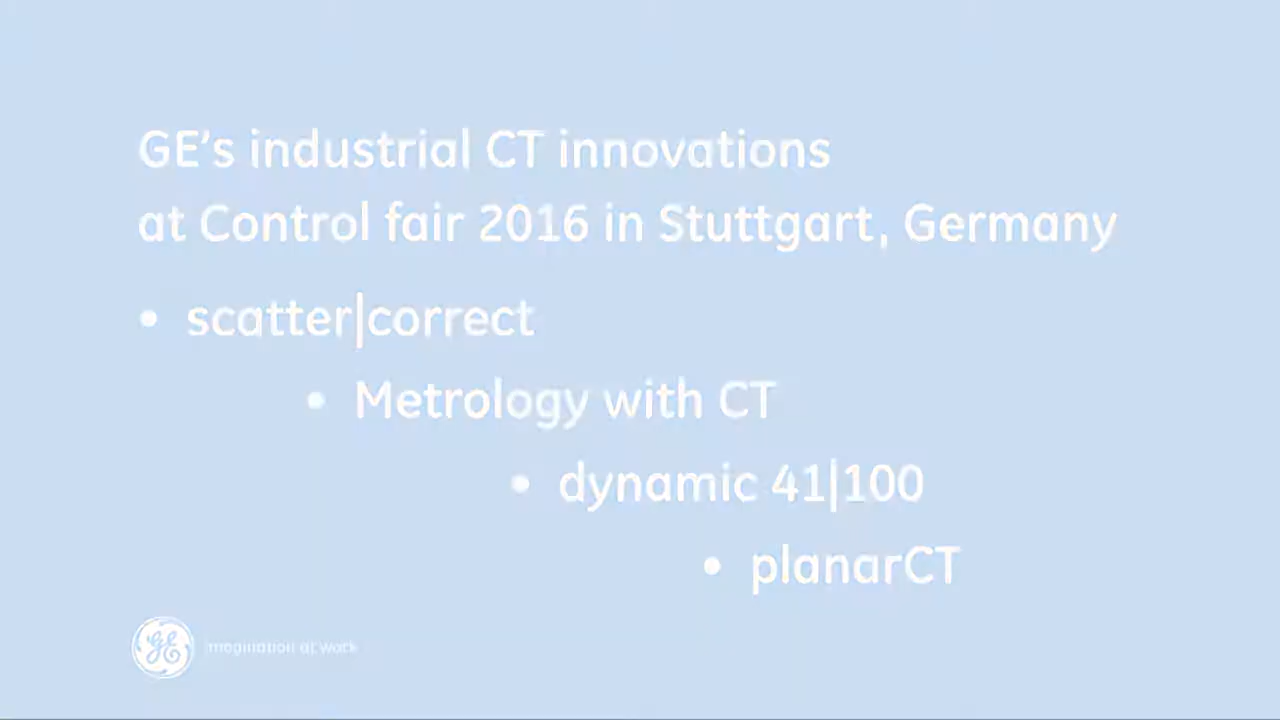 GE's industrial CT innovations
at Control fair 2016 in Stuttgart, Germany
• scatter|correct
• Metrology with CT
• dynamic 41|100
• planarCT
GE imagination at work